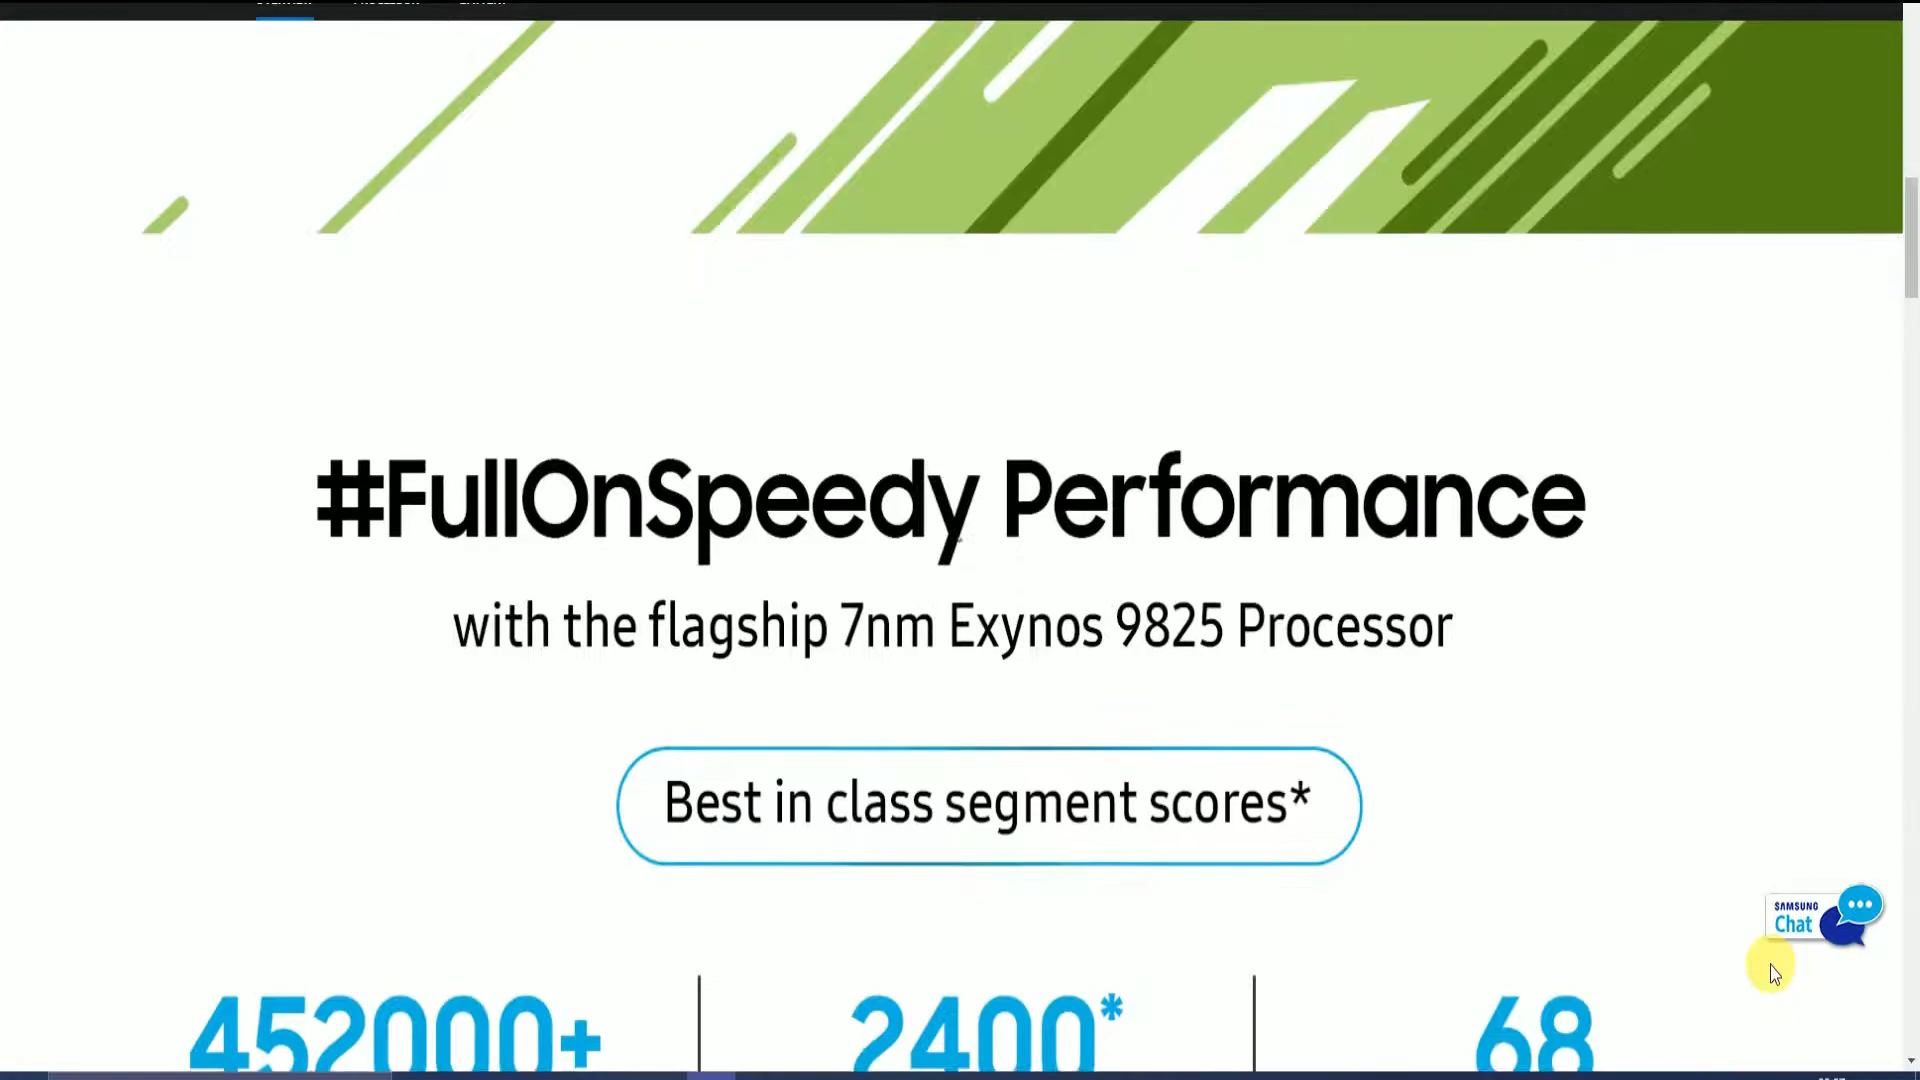 #FullOnSpeedy Performance
with the flagship 7nm Exynos 9825 Processor
Best in class segment scores*
SAMSUNG
Chat
452000+
2400*
68